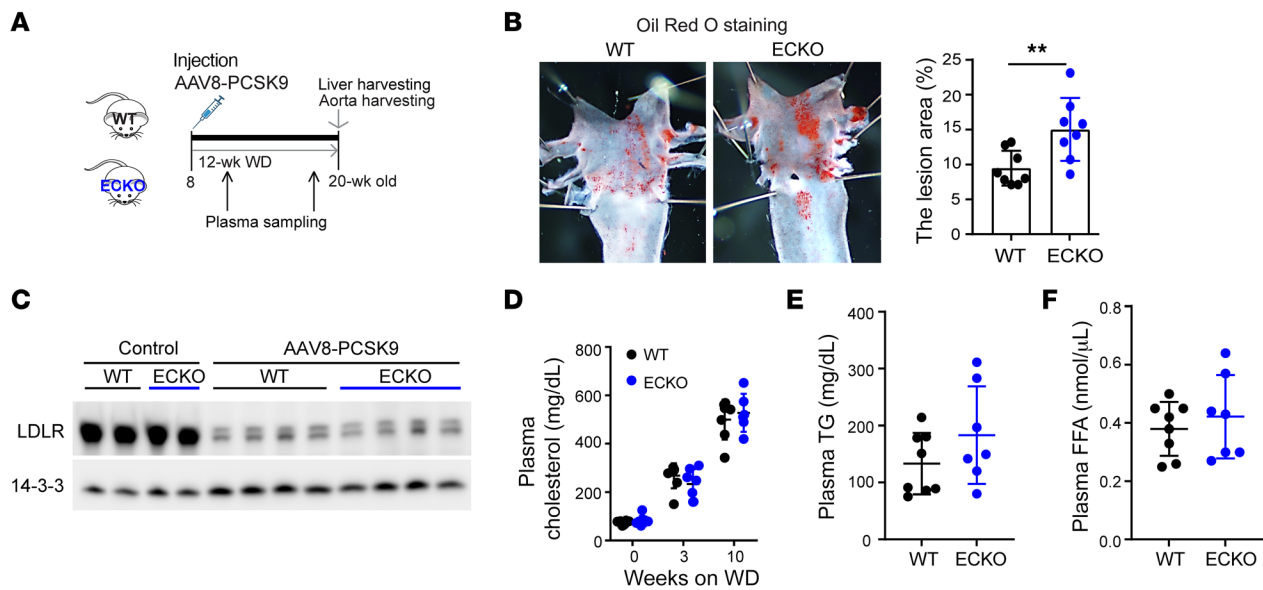 A
Injection
AAV8-PCSK9
Liver harvesting
Aorta harvesting
WT
12-wk WD
ECKO
8
20-wk old
Plasma sampling
B
Oil Red O staining
WT
ECKO
The lesion area (%)
25
20
15
10
5
0
**
WT
ECKO
C
Control
AAV8-PCSK9
WT
ECKO
WT
ECKO
LDLR
14-3-3
D
Plasma
cholesterol (mg/dL)
800
600
400
200
0
WT
ECKO
0
3
10
Weeks on WD
E
Plasma TG (mg/dL)
400
300
200
100
0
WT
ECKO
F
Plasma FFA (nmol/μL)
0.8
0.6
0.4
0.2
0.0
WT
ECKO